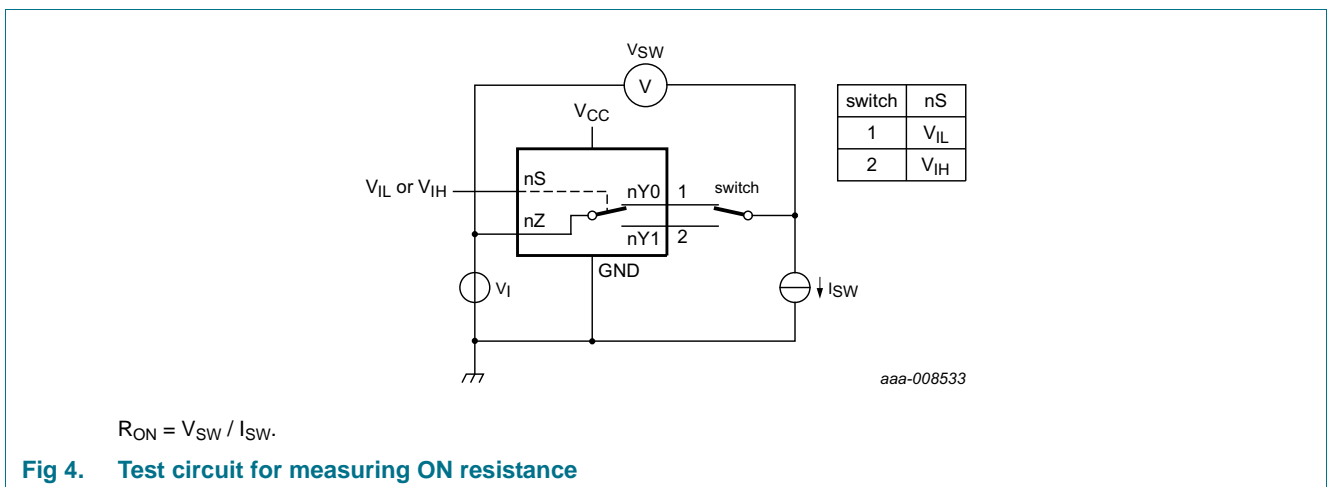 VSW
V
VCC
switch nS
1 VIL
2 VIH
VIL or VIH
nS
nY0 1 switch
nZ
nY1 2
GND
VI
ISW
aaa-008533
RON = VSW / ISW.
Fig 4. Test circuit for measuring ON resistance